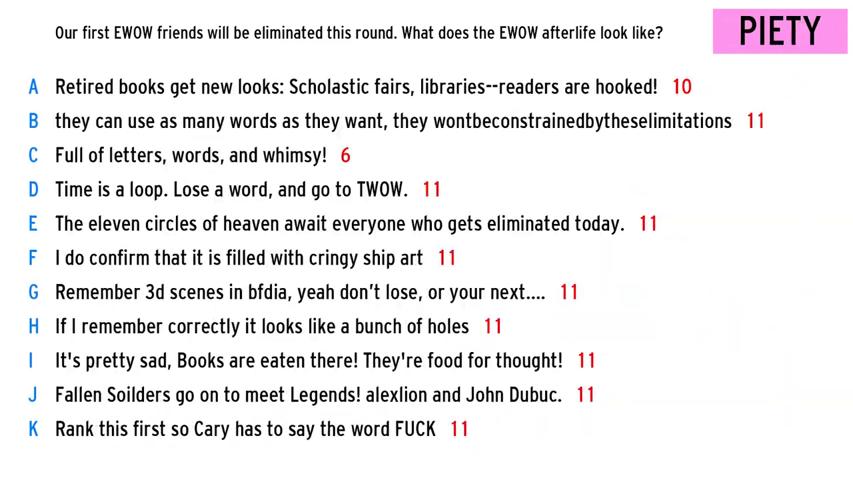 Our first EWOW friends will be eliminated this round. What does the EWOW afterlife look like?
PIETY
A Retired books get new looks: Scholastic fairs, libraries--readers are hooked! 10
B they can use as many words as they want, they wontbeconstrainedbytheselimitations 11
C Full of letters, words, and whimsy! 6
D Time is a loop. Lose a word, and go to TWOW. 11
E The eleven circles of heaven await everyone who gets eliminated today. 11
F I do confirm that it is filled with cringy ship art 11
G Remember 3d scenes in bfdia, yeah don't lose, or your next.... 11
H If I remember correctly it looks like a bunch of holes 11
I It's pretty sad, Books are eaten there! They're food for thought! 11
J Fallen Soilders go on to meet Legends! alexlion and John Dubuc. 11
K Rank this first so Cary has to say the word FUCK 11